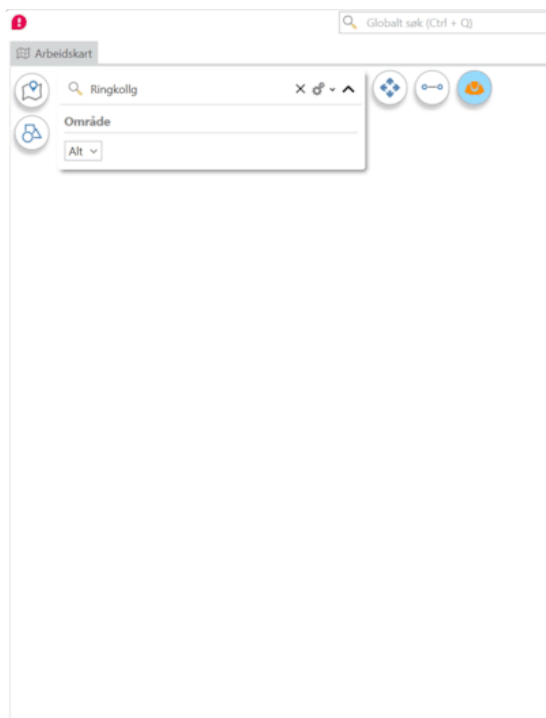 Globalt søk (Ctrl + Q)
Arbeidskart
Ringkollg
Område
Alt